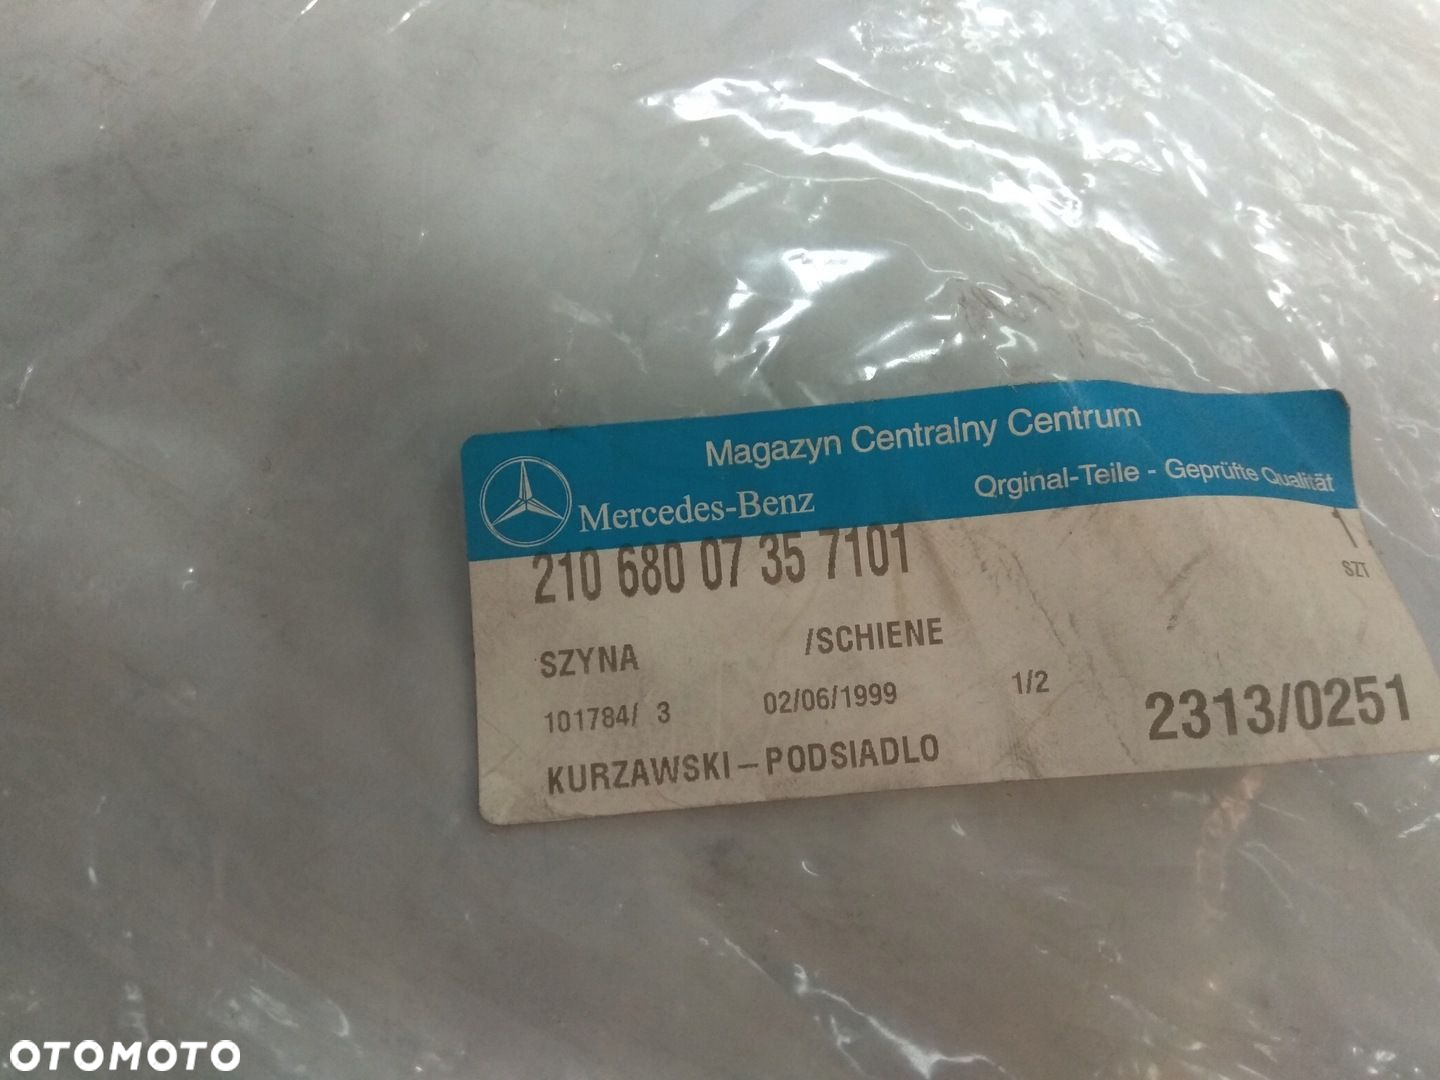 Magazyn Centralny Centrum
Mercedes-Benz
Orginal-Teile - Geprüfte Qualität
210 680 07 35 7101
1
SZT
SZYNA /SCHIENE
101784/ 3 02/06/1999 1/2
2313/0251
KURZAWSKI-PODSIADLO
OTOMOTO